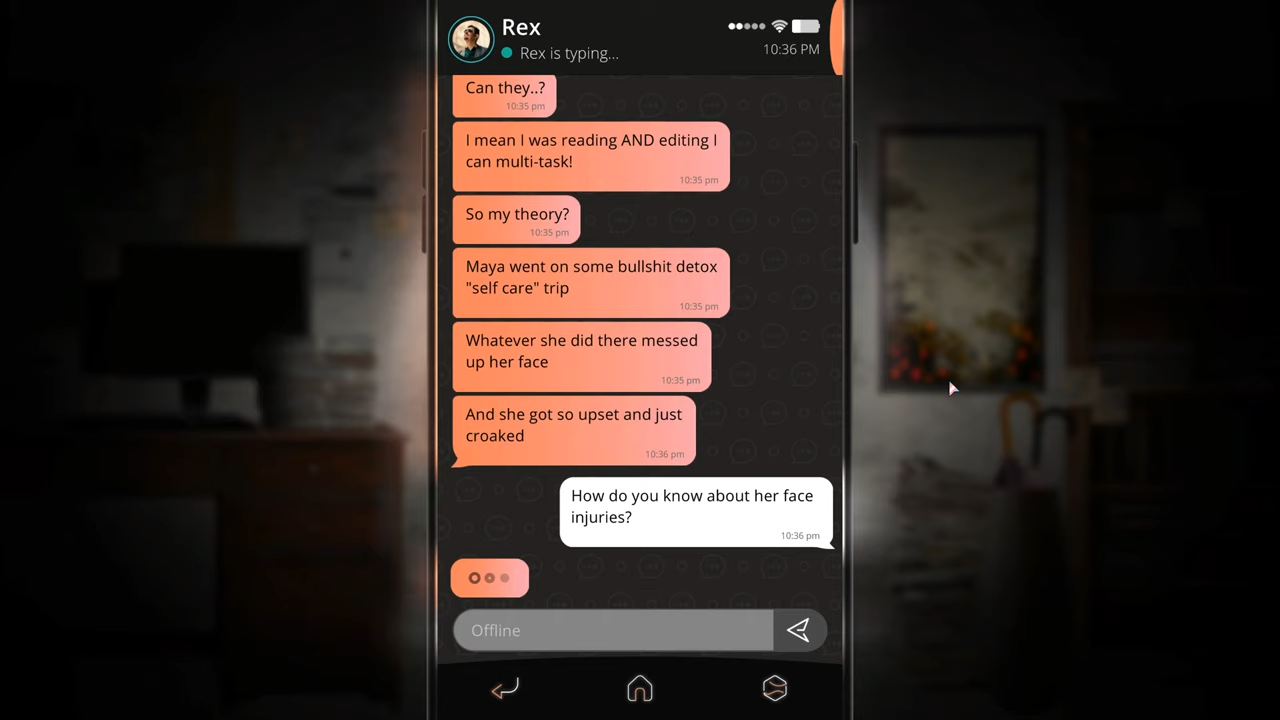 Rex
Rex is typing...
10:36 PM
Can they..?
10:35 pm
I mean I was reading AND editing I
can multi-task!
10:35 pm
So my theory?
10:35 pm
Maya went on some bullshit detox
"self care" trip
10:35 pm
Whatever she did there messed
up her face
10:35 pm
And she got so upset and just
croaked
10:36 pm
How do you know about her face
injuries?
10:36 pm
Offline